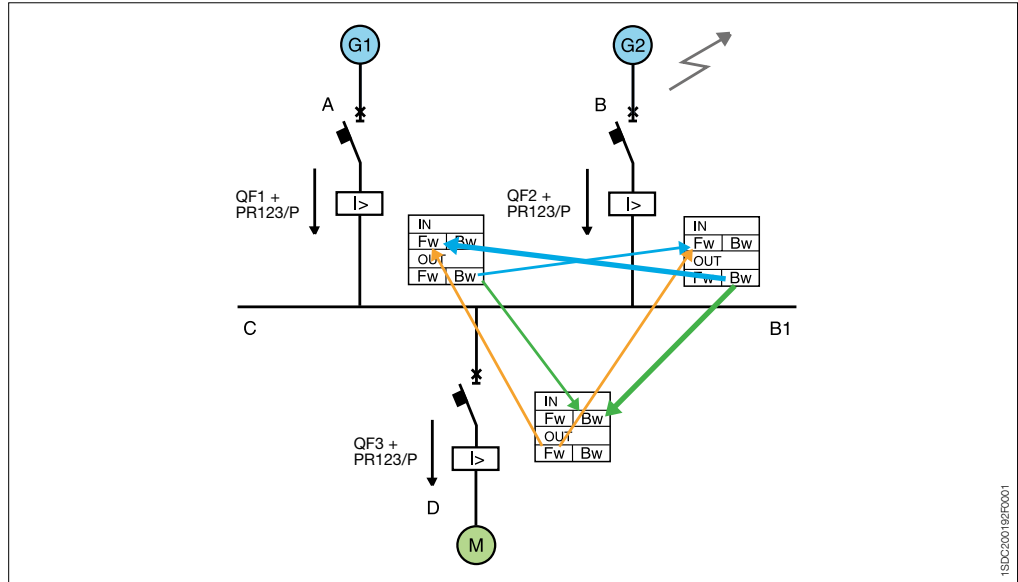 G1
G2
A
B
QF1 +
PR123/P
I>
QF2 +
PR123/P
I>
IN
Fw Bw
OUT
Fw Bw
IN
Fw Bw
OUT
Fw Bw
C
B1
IN
Fw Bw
OUT
Fw Bw
QF3 +
PR123/P
I>
D
M
1SDC200192F0001